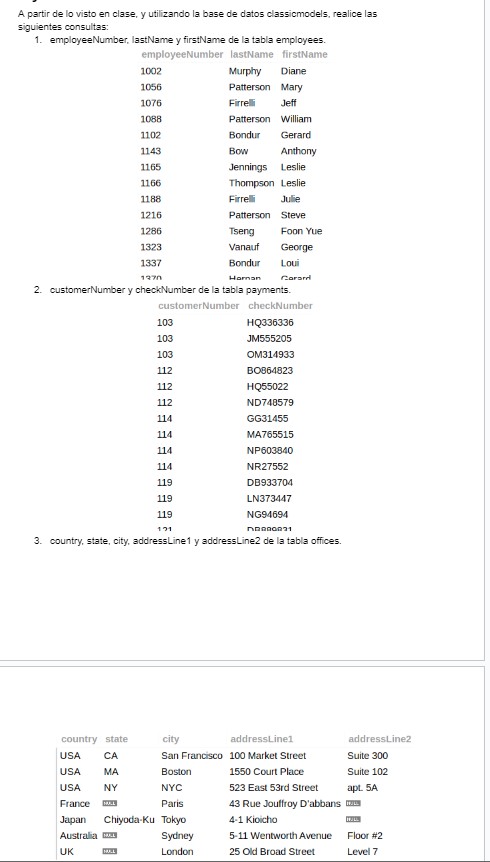 A partir de lo visto en clase, y utilizando la base de datos classicmodels, realice las
siguientes consultas:
1. employeeNumber, lastName y firstName de la tabla employees.
employeeNumber lastName firstName
1002 Murphy Diane
1056 Patterson Mary
1076 Firrelli Jeff
1088 Patterson William
1102 Bondur Gerard
1143 Bow Anthony
1165 Jennings Leslie
1166 Thompson Leslie
1188 Firrelli Julie
1216 Patterson Steve
1286 Tseng Foon Yue
1323 Vanauf George
1337 Bondur Loui
1370 Hernan Gerard
2. customerNumber y checkNumber de la tabla payments.
customerNumber checkNumber
103 HQ336336
103 JM555205
103 OM314933
112 BO864823
112 HQ55022
112 ND748579
114 GG31455
114 MA765515
114 NP603840
114 NR27552
119 DB933704
119 LN373447
119 NG94694
121 DB889831
3. country, state, city, addressLine1 y addressLine2 de la tabla offices.
country state city addressLine1 addressLine2
USA CA San Francisco 100 Market Street Suite 300
USA MA Boston 1550 Court Place Suite 102
USA NY NYC 523 East 53rd Street apt. 5A
France NULL Paris 43 Rue Jouffroy D'abbans NULL
Japan Chiyoda-Ku Tokyo 4-1 Kioicho NULL
Australia NULL Sydney 5-11 Wentworth Avenue Floor #2
UK NULL London 25 Old Broad Street Level 7